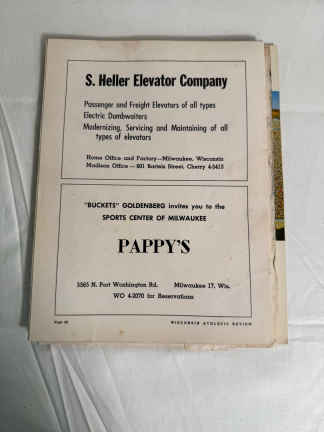 S. Heller Elevator Company
Passenger and Freight Elevators of all types
Electric Dumbwaiters
Modernizing, Servicing and Maintaining of all
types of elevators
Home Office and Factory—Milwaukee, Wisconsin
Madison Office — 801 Bartels Street, Cherry 4-5413
"BUCKETS" GOLDENBERG invites you to the
SPORTS CENTER OF MILWAUKEE
PAPPY'S
5565 N. Port Washington Rd. Milwaukee 17, Wis.
WO 4-2070 for Reservations
Page
WISCONSIN ATHLETIC REVIEW